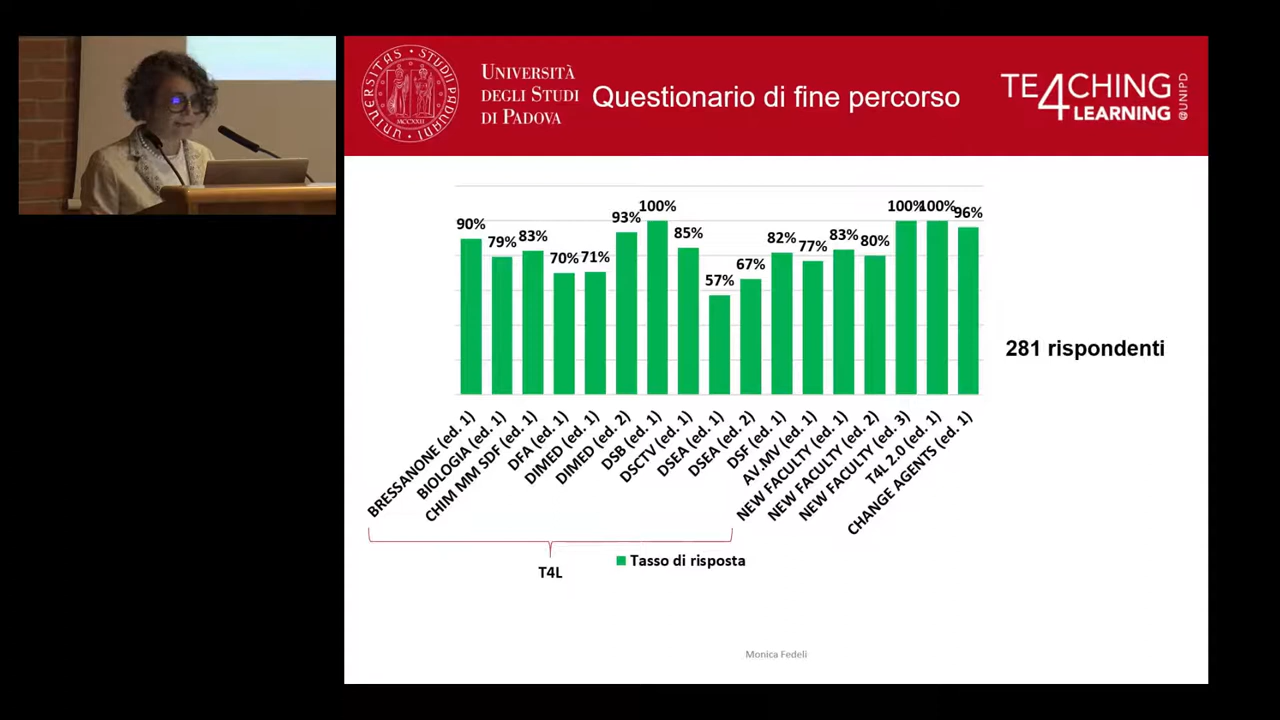 UNIVERSITAS · STUDII PADUANI ·
MCCXXII
UNIVERSITÀ
DEGLI STUDI
DI PADOVA
Questionario di fine percorso
TE4CHING
LEARNING
@UNIPD
90%
79%
83%
70%
71%
93%
100%
85%
57%
67%
82%
77%
83%
80%
100%
100%
96%
281 rispondenti
BRESSANONE (ed. 1)
BIOLOGIA (ed. 1)
CHIM MM SDF (ed. 1)
DFA (ed. 1)
DIMED (ed. 1)
DIMED (ed. 2)
DSB (ed. 1)
DSCTV (ed. 1)
DSEA (ed. 1)
DSEA (ed. 2)
DSF (ed. 1)
AV.MV (ed. 1)
NEW FACULTY (ed. 1)
NEW FACULTY (ed. 2)
NEW FACULTY (ed. 3)
T4L 2.0 (ed. 1)
CHANGE AGENTS (ed. 1)
T4L
Tasso di risposta
Monica Fedeli